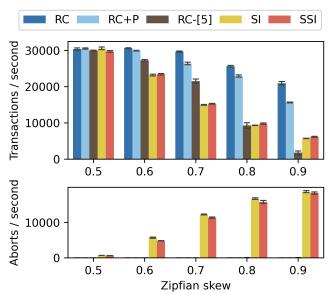 RC RC+P RC-[5] SI SSI
Transactions / second
30000
20000
10000
0
0.5 0.6 0.7 0.8 0.9
Aborts / second
10000
0
0.5 0.6 0.7 0.8 0.9
Zipfian skew